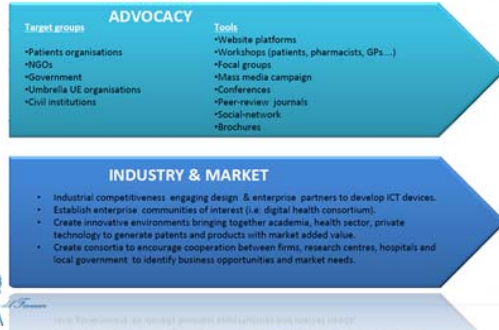 ADVOCACY
Target groups
•Patients organisations
•NGOs
•Government
•Umbrella UE organisations
•Civil institutions
Tools
•Website platforms
•Workshops (patients, pharmacists, GPs....)
•Focal groups
•Mass media campaign
•Conferences
•Peer-review journals
•Social-network
•Brochures
INDUSTRY & MARKET
• Industrial competitiveness engaging design & enterprise partners to develop ICT devices.
• Establish enterprise communities of interest (i.e: digital health consortium).
• Create innovative environments bringing together academia, health sector, private
technology to generate patents and products with market added value.
• Create consortia to encourage cooperation between firms, research centres, hospitals and
local government to identify business opportunities and market needs.